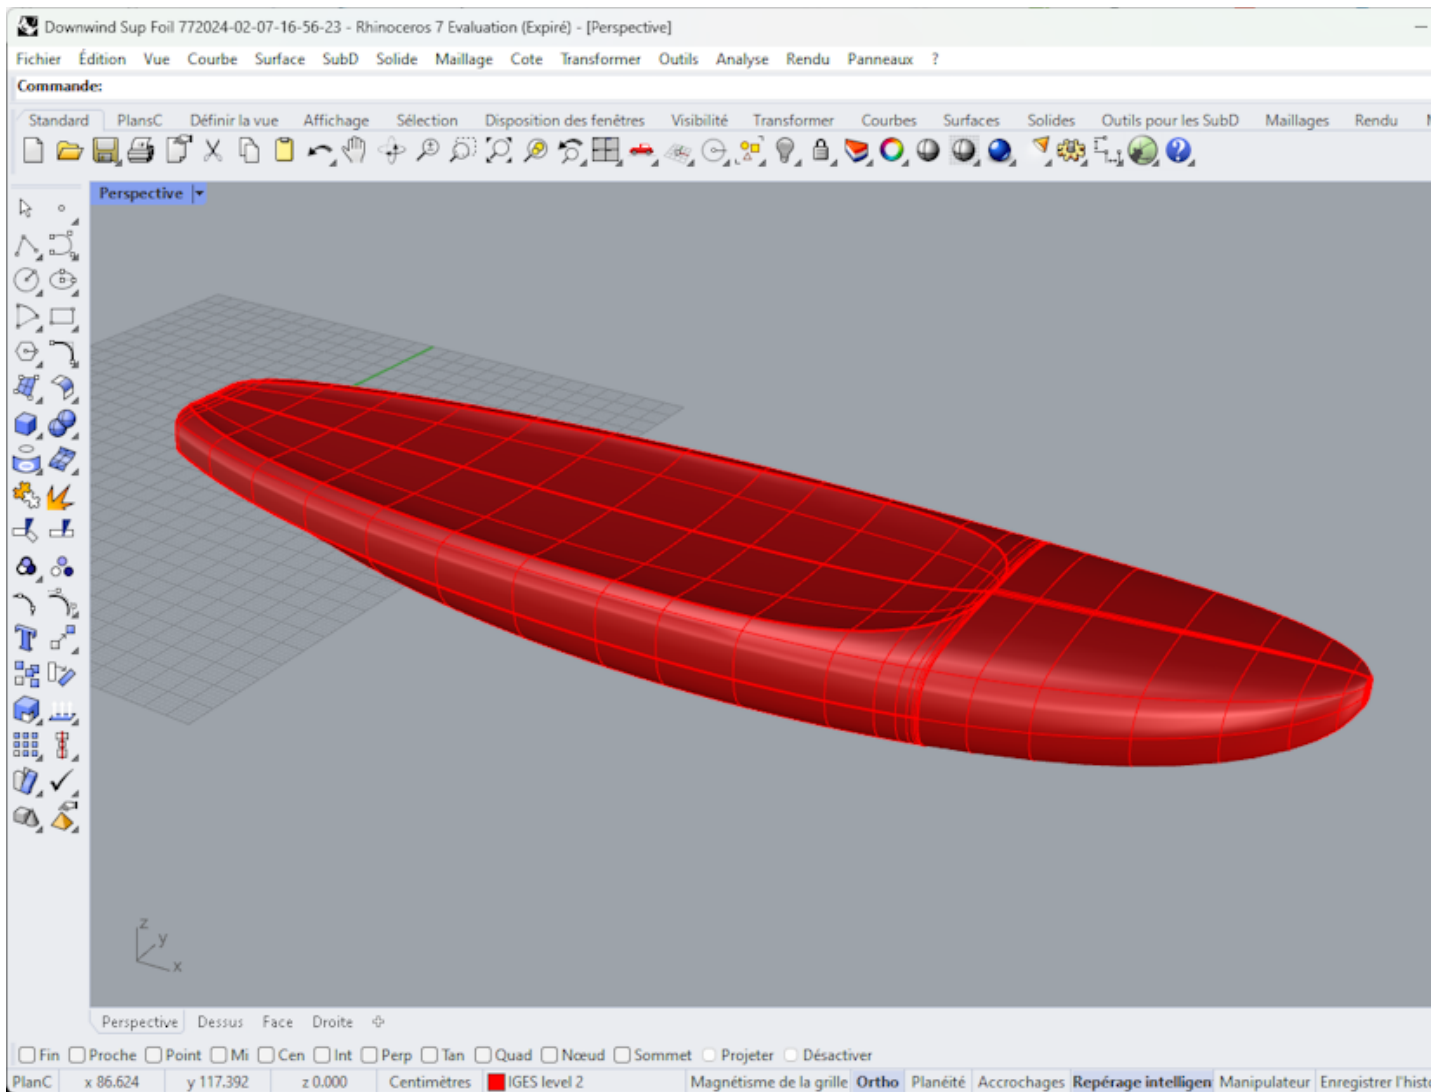 Downwind Sup Foil 772024-02-07-16-56-23 - Rhinoceros 7 Evaluation (Expiré) - [Perspective]
Fichier Édition Vue Courbe Surface SubD Solide Maillage Cote Transformer Outils Analyse Rendu Panneaux ?
Commande:
Standard PlansC Définir la vue Affichage Sélection Disposition des fenêtres Visibilité Transformer Courbes Surfaces Solides Outils pour les SubD Maillages Rendu
Perspective
z
y
x
Perspective Dessus Face Droite
Fin Proche Point Mi Cen Int Perp Tan Quad Nœud Sommet Projeter Désactiver
PlanC x 86.624 y 117.392 z 0.000 Centimètres IGES level 2 Magnétisme de la grille Ortho Planéité Accrochages Repérage intelligen Manipulateur Enregistrer l'histo